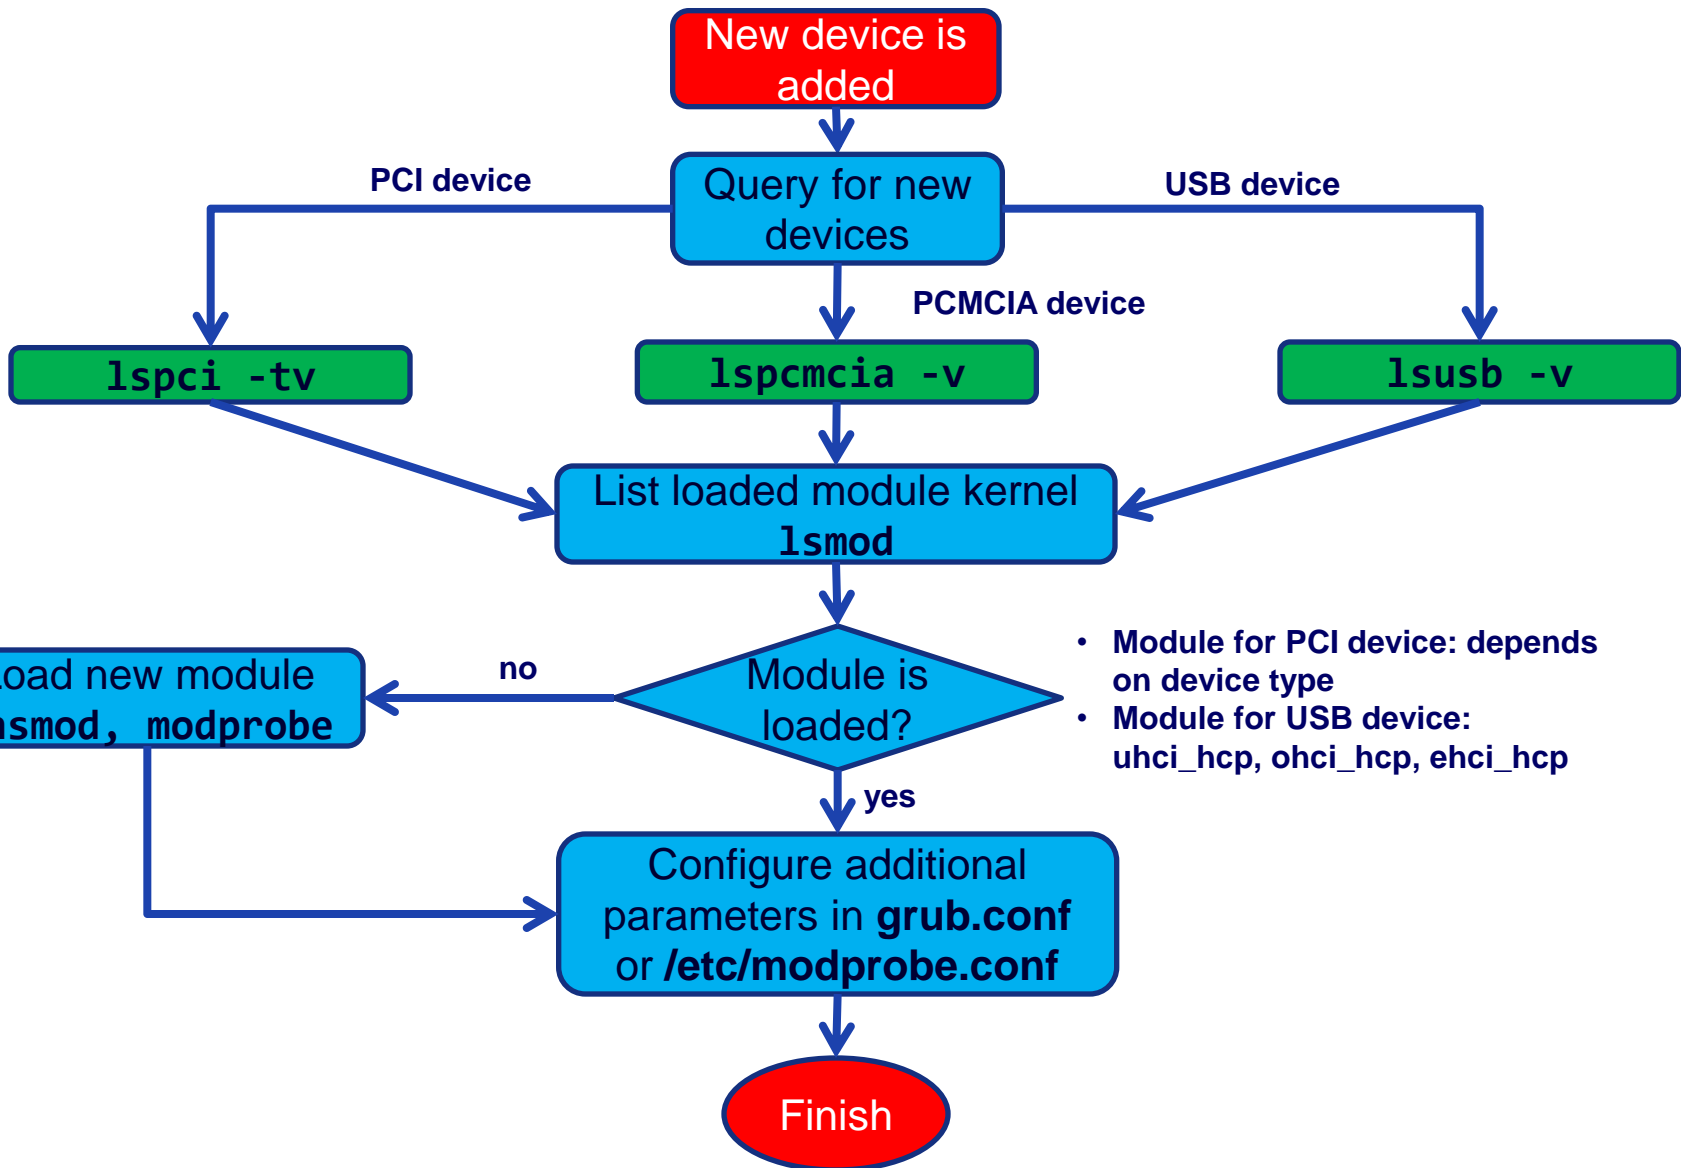 New device is
added
PCI device
Query for new
devices
USB device
PCMCIA device
lspci -tv
lspcmcia -v
lsusb -v
List loaded module kernel
lsmod
no
Module is
loaded?
• Module for PCI device: depends
on device type
• Module for USB device:
uhci_hcp, ohci_hcp, ehci_hcp
new module
modprobe
yes
Configure additional
parameters in grub.conf
or /etc/modprobe.conf
Finish